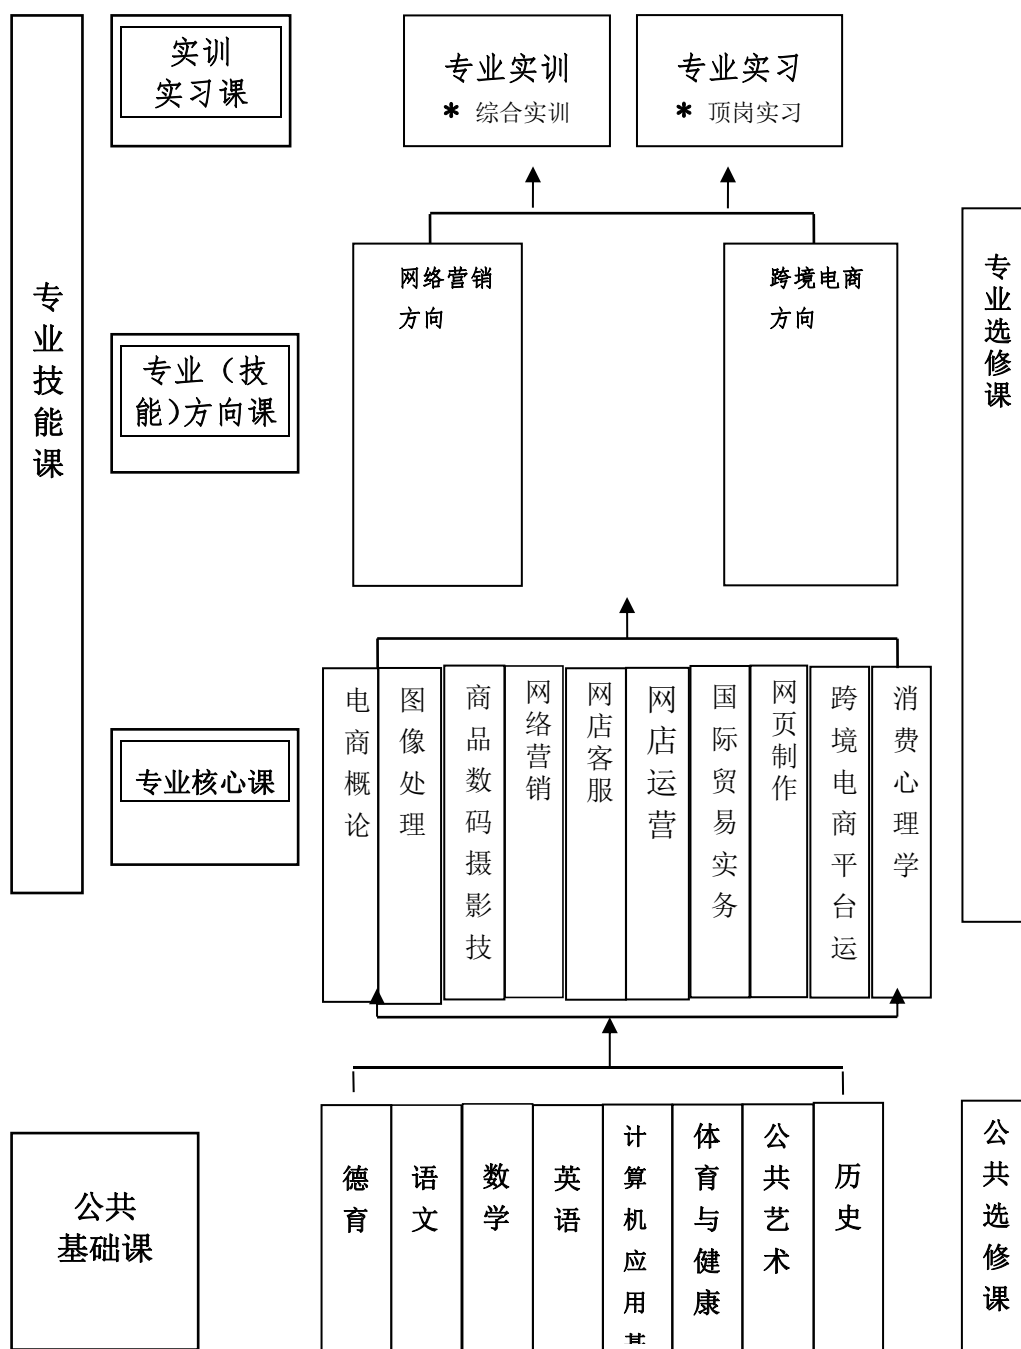 实训
实习课
专业实训
* 综合实训
专业实习
* 顶岗实习
专业技能课
网络营销
方向
跨境电商
方向
专业选修课
专业（技
能）方向课
专业核心课
电商概论
图像处理
商品数码摄影技
网络营销
网店客服
网店运营
国际贸易实务
网页制作
跨境电商平台运
消费心理学
公共
基础课
德育
语文
数学
英语
计算机应用基
体育与健康
公共艺术
历史
公共选修课